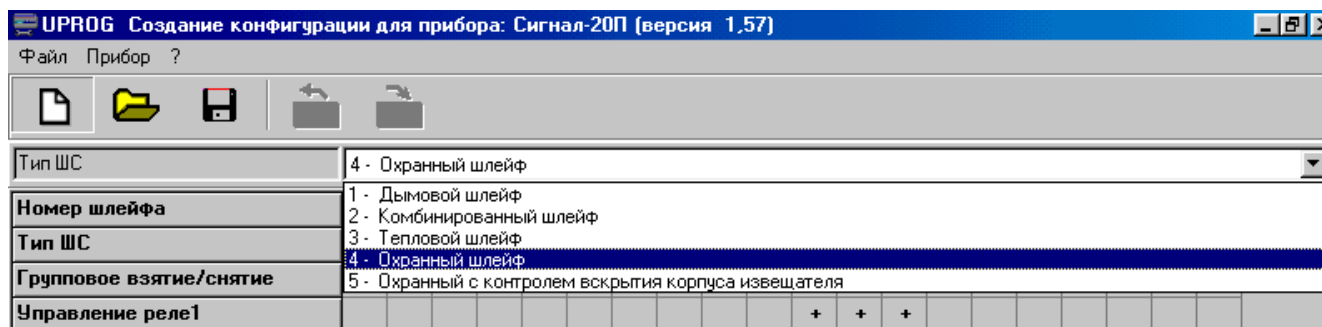 UPROG Создание конфигурации для прибора: Сигнал-20П (версия 1,57)
Файл Прибор ?
Тип ШС
4 - Охранный шлейф
1 - Дымовой шлейф
Номер шлейфа
2 - Комбинированный шлейф
Тип ШС
3 - Тепловой шлейф
4 - Охранный шлейф
Групповое взятие/снятие
5 - Охранный с контролем вскрытия корпуса извещателя
Управление реле1
+ + +